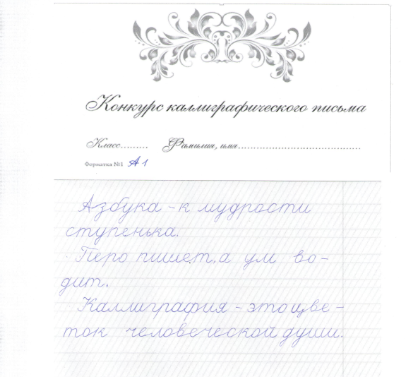 Конкурс каллиграфического письма
Класс......... Фамилия, имя.......................................
Форматка №1 А1
Азбука - к мудрости
ступенька.
Перо пишет, а ум во-
дит.
Каллиграфия - это цве-
ток человеческой души.